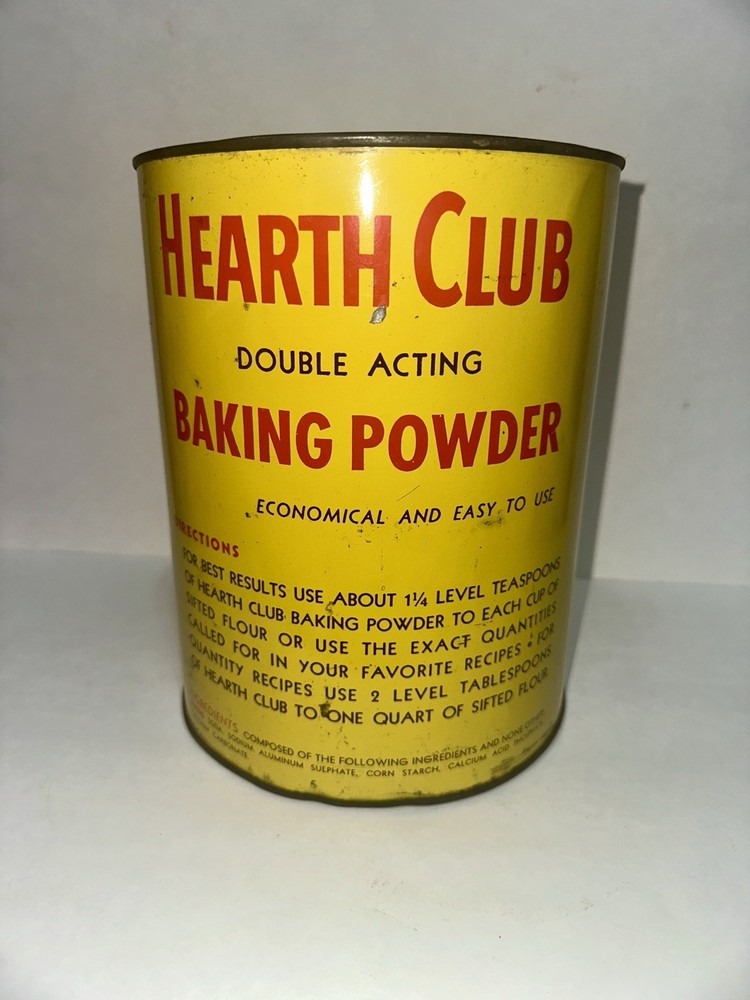 HEARTH CLUB
DOUBLE ACTING
BAKING POWDER
ECONOMICAL AND EASY TO USE
DIRECTIONS
FOR BEST RESULTS USE ABOUT 1¼ LEVEL TEASPOONS
OF HEARTH CLUB BAKING POWDER TO EACH CUP OF
SIFTED FLOUR OR USE THE EXACT QUANTITIES
CALLED FOR IN YOUR FAVORITE RECIPES • FOR
QUANTITY RECIPES USE 2 LEVEL TABLESPOONS
OF HEARTH CLUB TO ONE QUART OF SIFTED FLOUR.
INGREDIENTS COMPOSED OF THE FOLLOWING INGREDIENTS AND NONE OTHER,
SODA, SODIUM, ALUMINUM SULPHATE, CORN STARCH, CALCIUM ACID
CARBONATE.